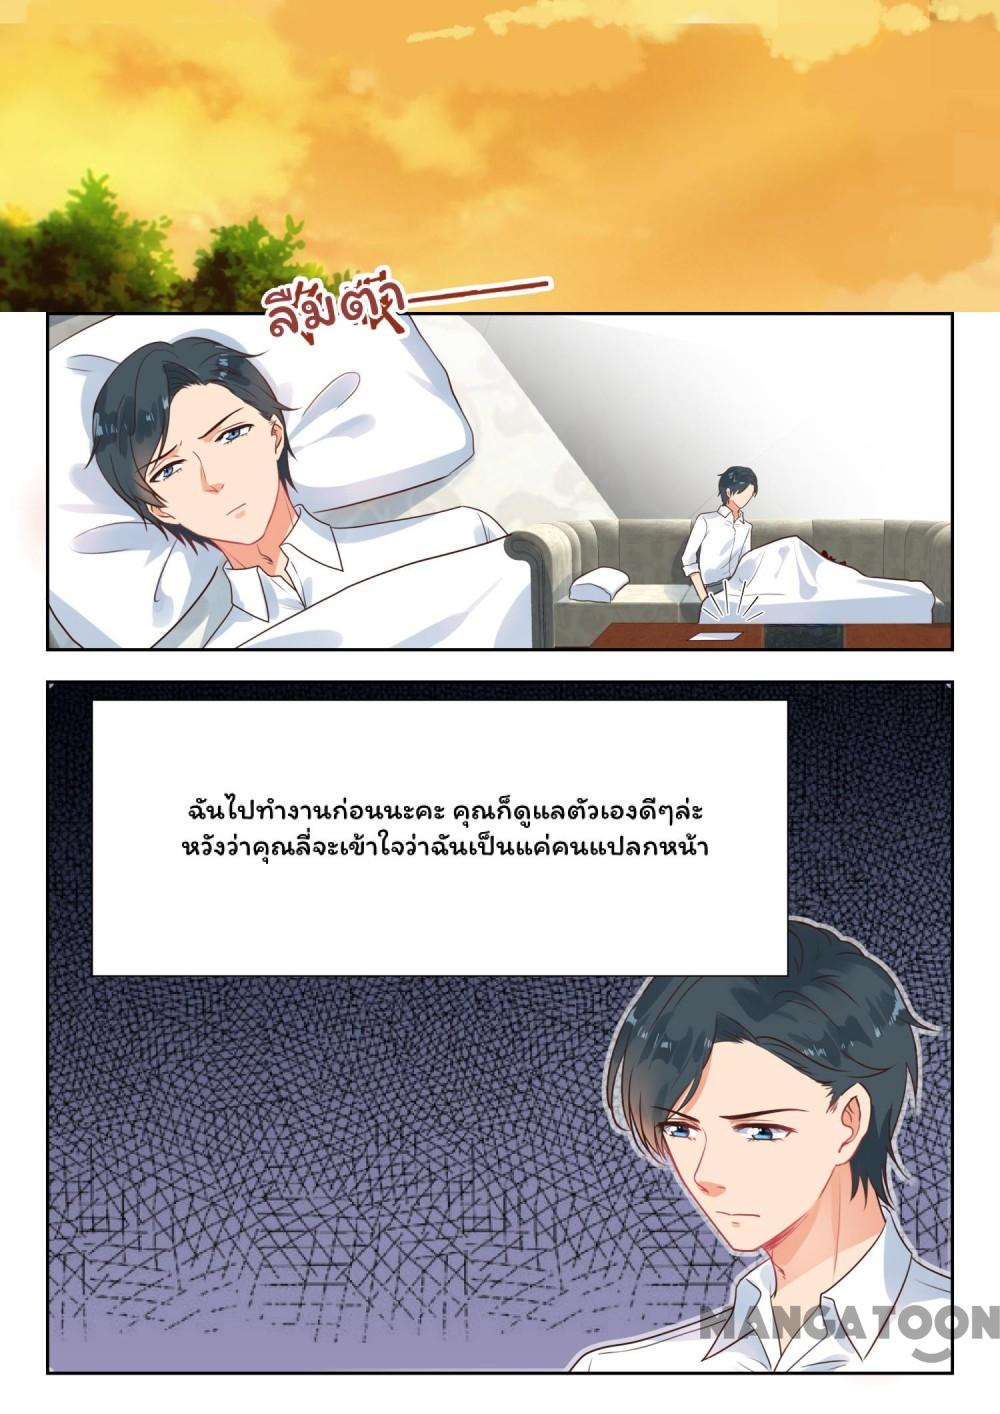 ลืมตา
ฉันไปทำงานก่อนนะคะ คุณก็ดูแลตัวเองดีๆล่ะ
หวังว่าคุณลี่จะเข้าใจว่าฉันเป็นแค่คนแปลกหน้า
MANGATOON